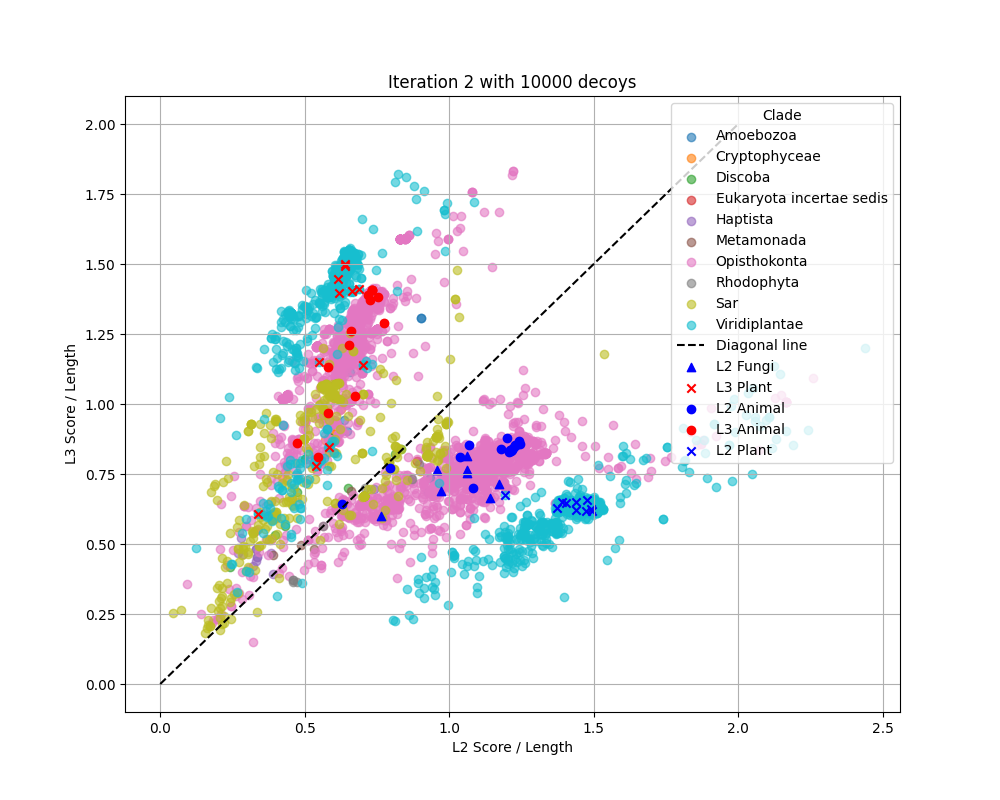 Iteration 2 with 10000 decoys
Clade
Amoebozoa
Cryptophyceae
Discoba
Eukaryota incertae sedis
Haptista
Metamonada
Opisthokonta
Rhodophyta
Sar
Viridiplantae
Diagonal line
L2 Fungi
L3 Plant
L2 Animal
L3 Animal
L2 Plant
L3 Score / Length
2.00
1.75
1.50
1.25
1.00
0.75
0.50
0.25
0.00
0.0 0.5 1.0 1.5 2.0 2.5
L2 Score / Length